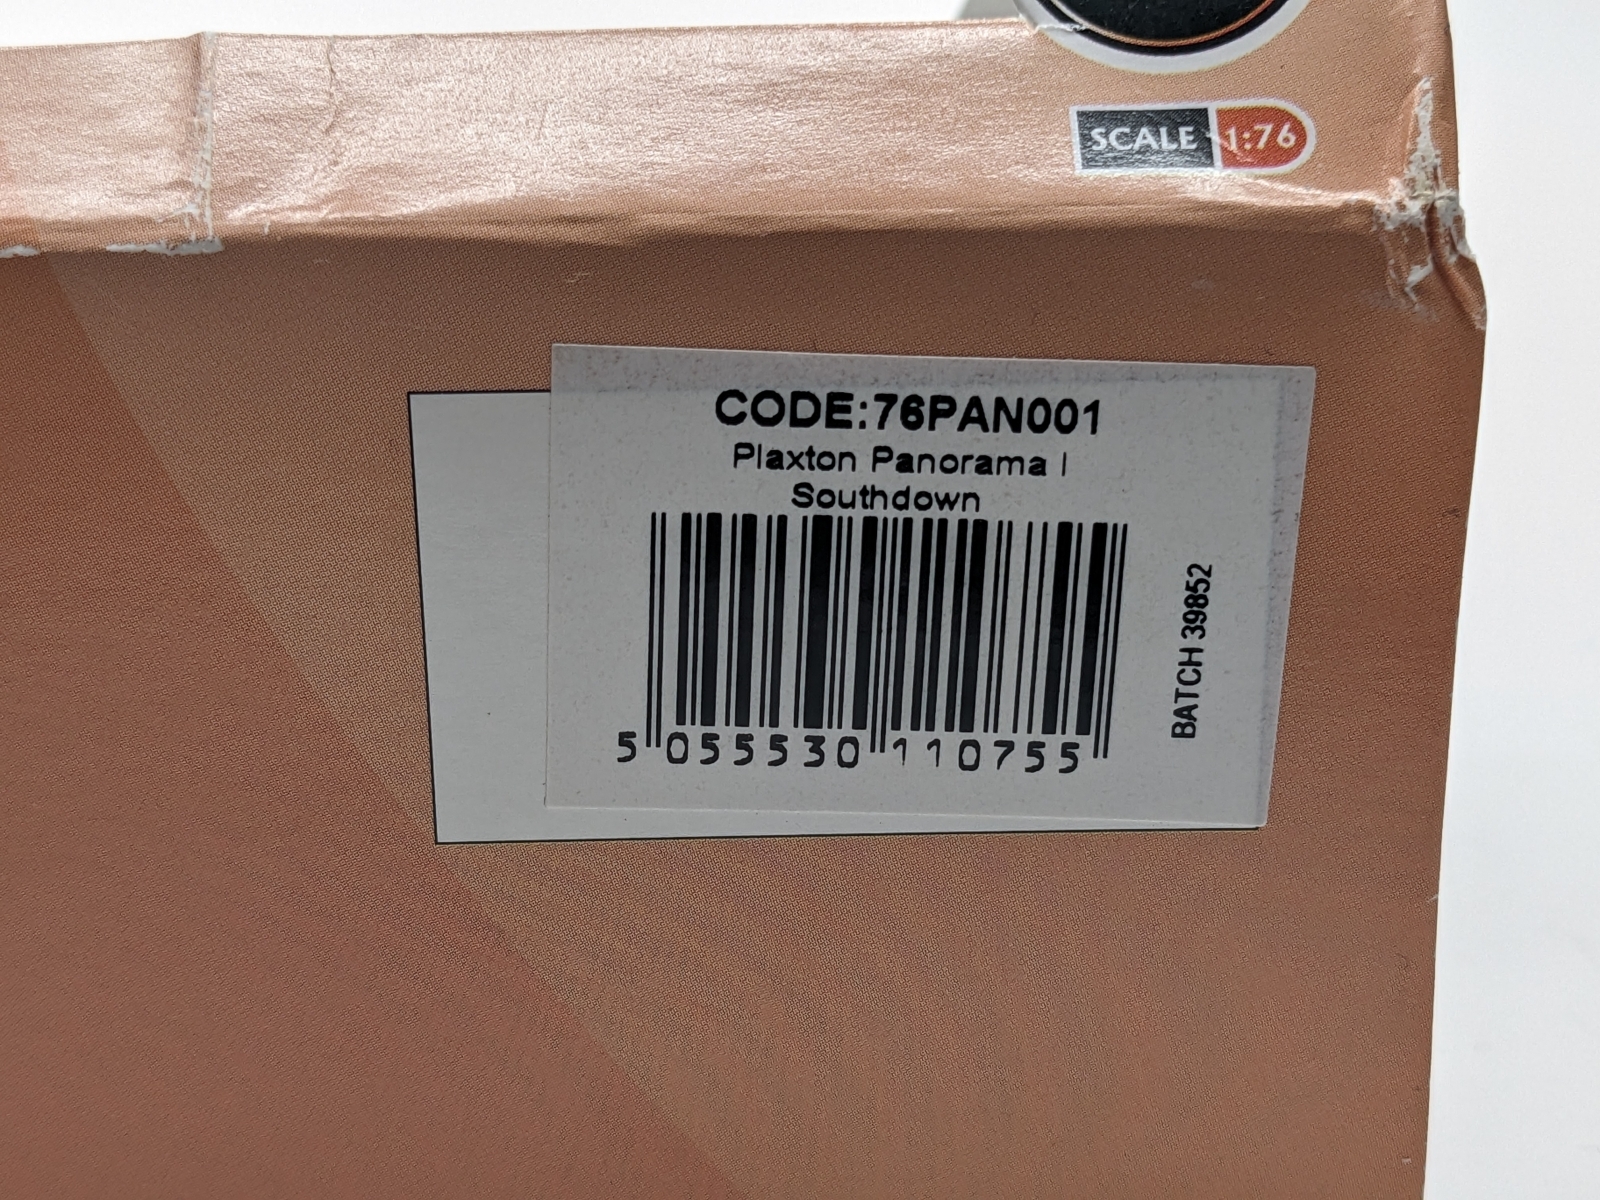 SCALE 1:76
CODE:76PAN001
Plaxton Panorama I
Southdown
5 055530 110755
BATCH 39852